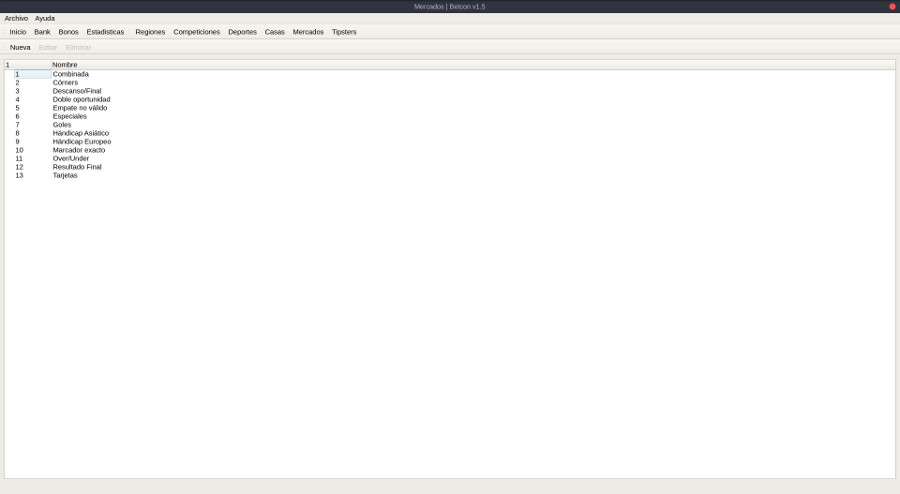 Mercados | Betcon v1.5
Archivo Ayuda
Inicio Bank Bonos Estadisticas Regiones Competiciones Deportes Casas Mercados Tipsters
Nueva Editar Eliminar
1 Nombre
1 Combinada
2 Córners
3 Descanso/Final
4 Doble oportunidad
5 Empate no válido
6 Especiales
7 Goles
8 Hándicap Asiático
9 Hándicap Europeo
10 Marcador exacto
11 Over/Under
12 Resultado Final
13 Tarjetas